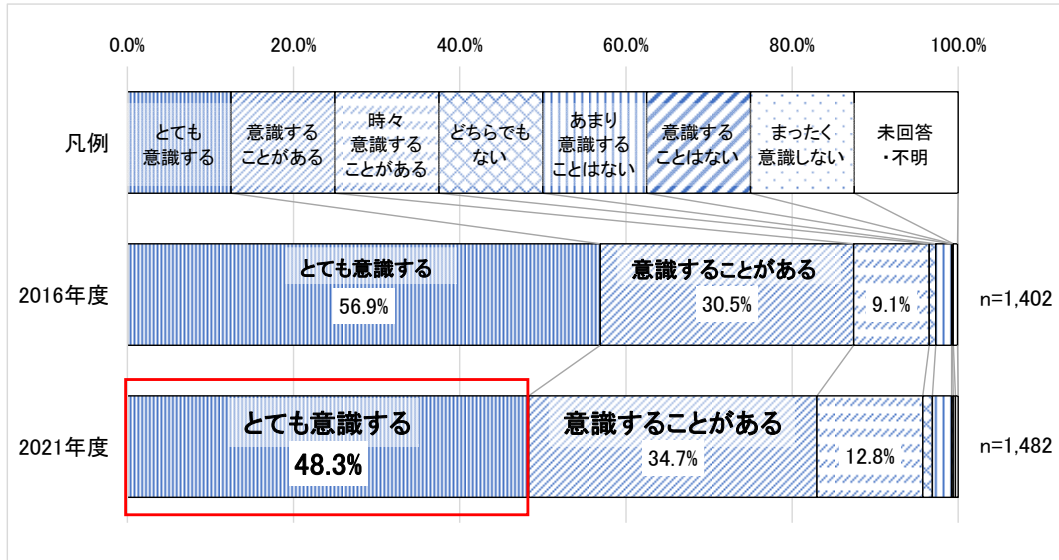 0.0% 20.0% 40.0% 60.0% 80.0% 100.0%
凡例
とても
意識する
意識する
ことがある
時々
意識する
ことがある
どちらでも
ない
あまり
意識する
ことはない
意識する
ことはない
まったく
意識しない
未回答
・不明
2016年度
とても意識する
56.9%
意識することがある
30.5%
9.1%
n=1,402
2021年度
とても意識する
48.3%
意識することがある
34.7%
12.8%
n=1,482